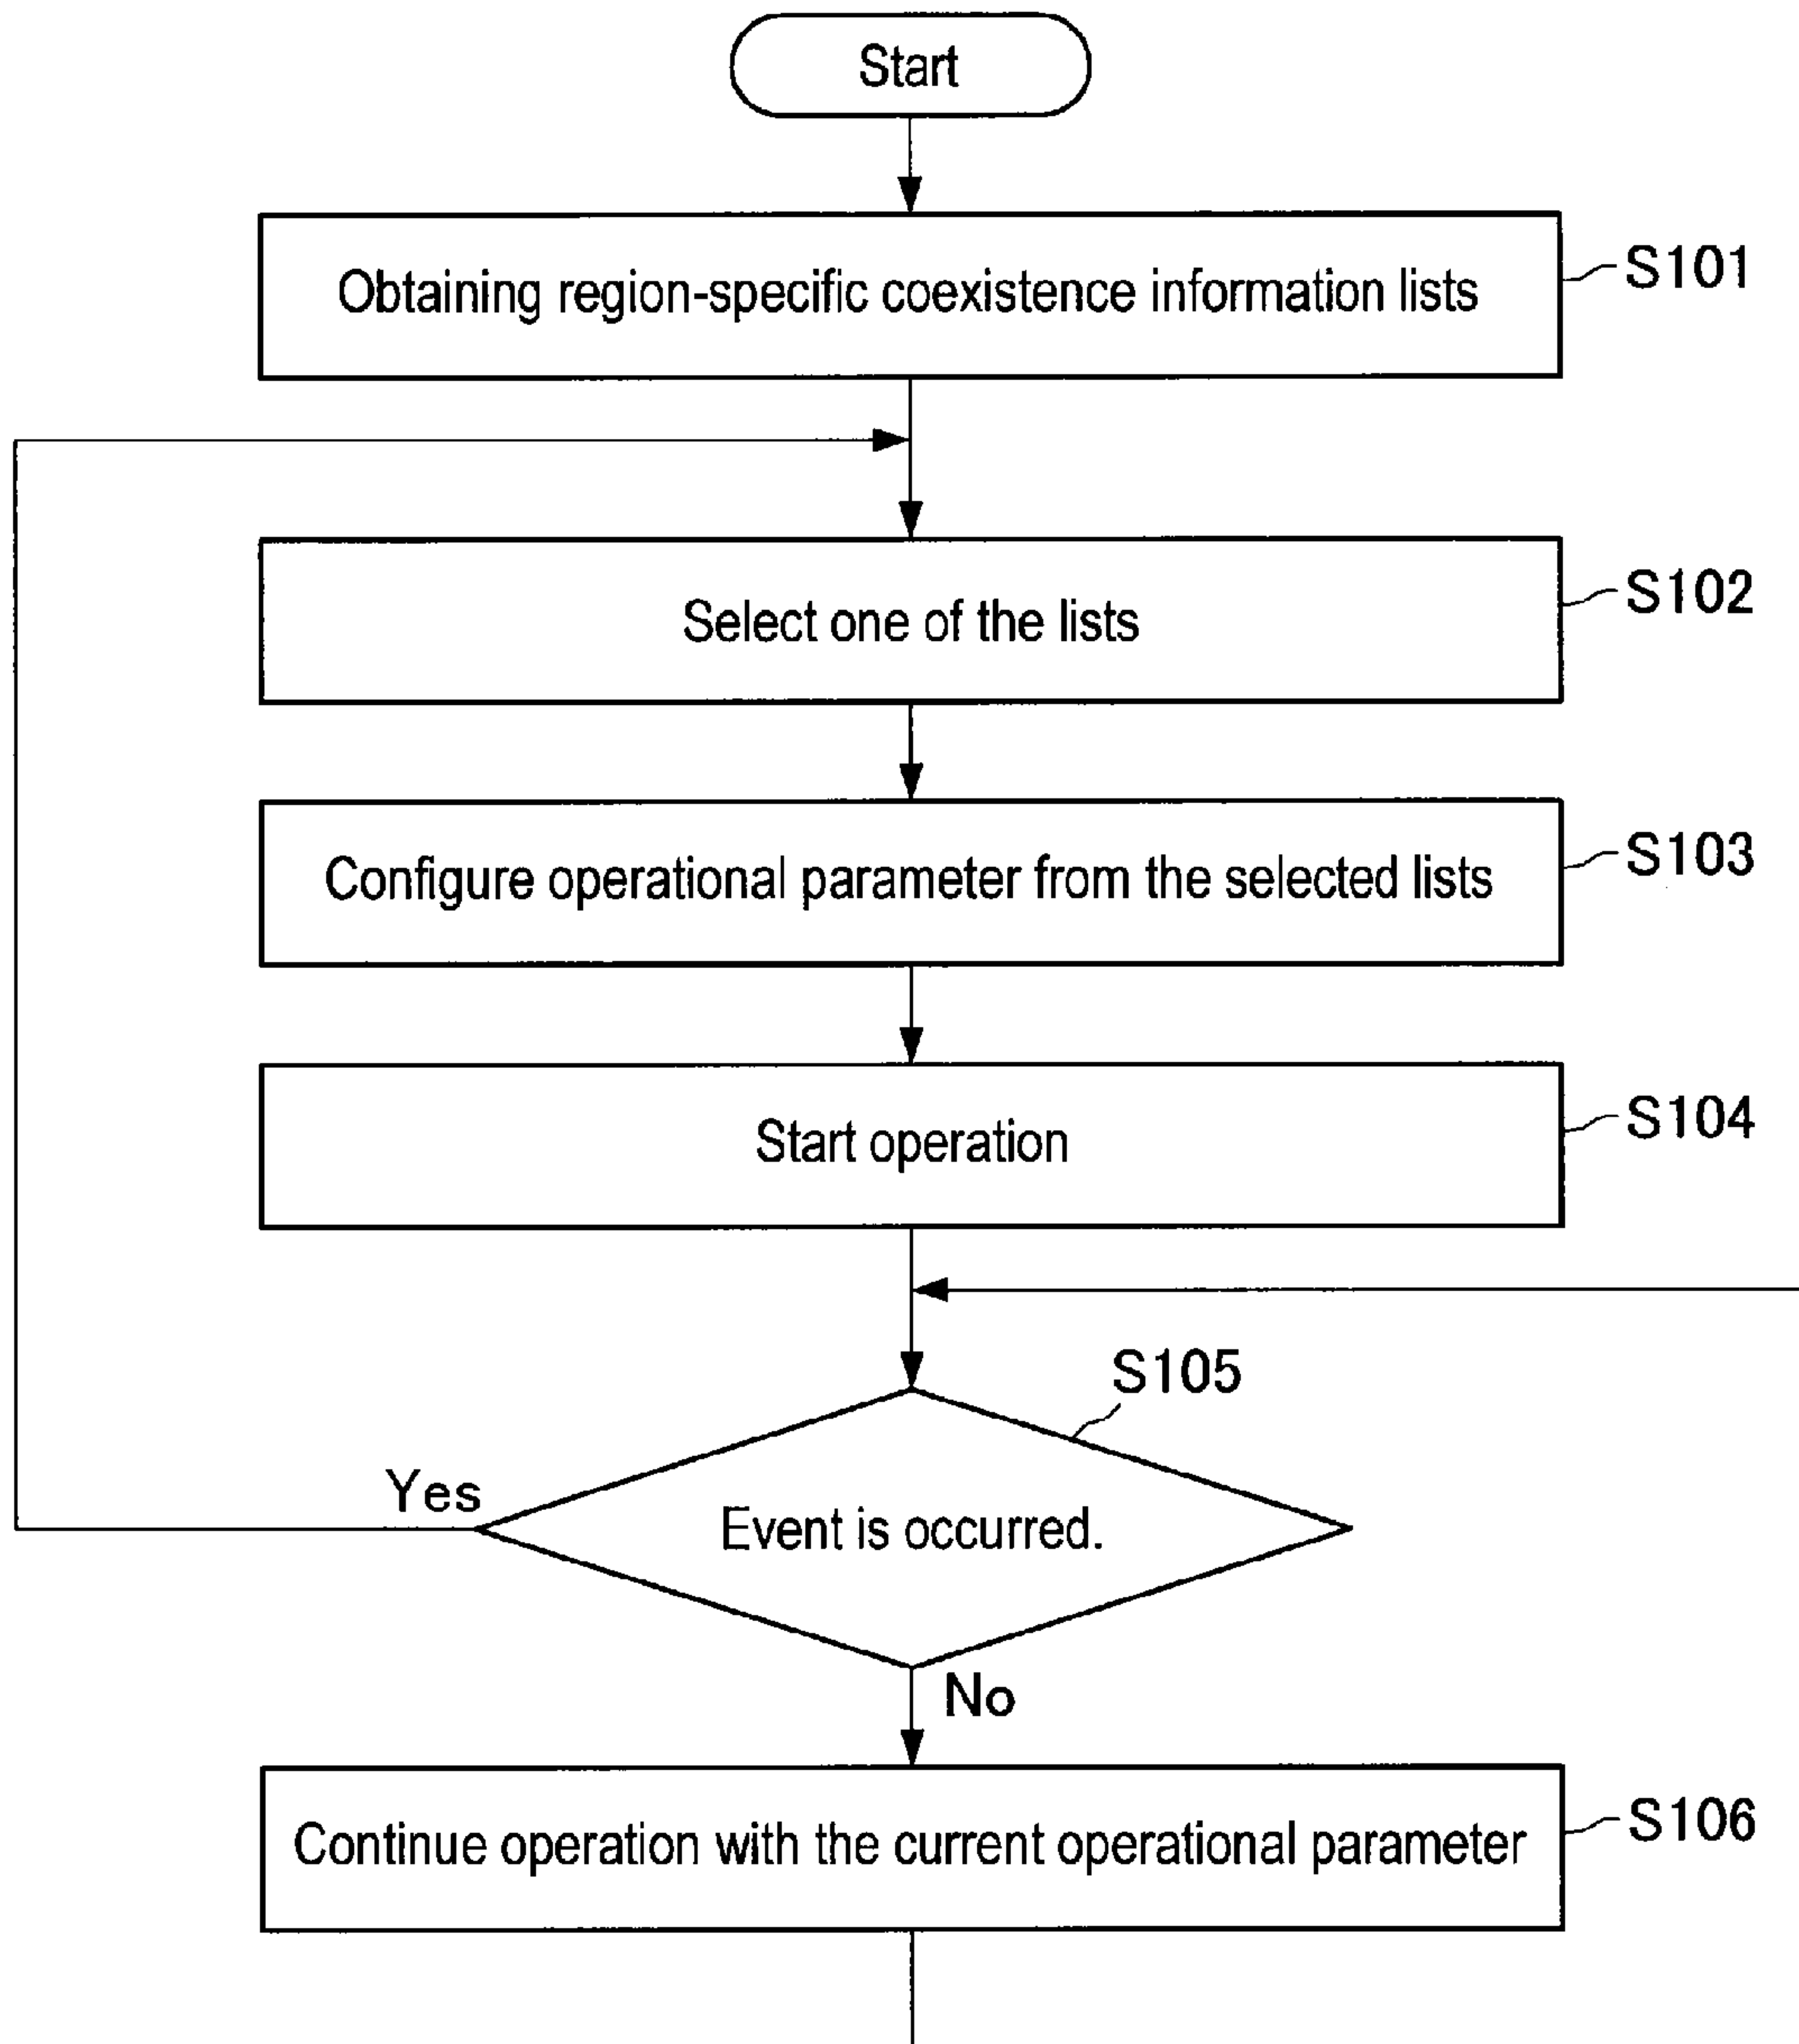 Start
Obtaining region-specific coexistence information lists
S101
Select one of the lists
S102
Configure operational parameter from the selected lists
S103
Start operation
S104
S105
Yes
Event is occurred.
No
Continue operation with the current operational parameter
S106